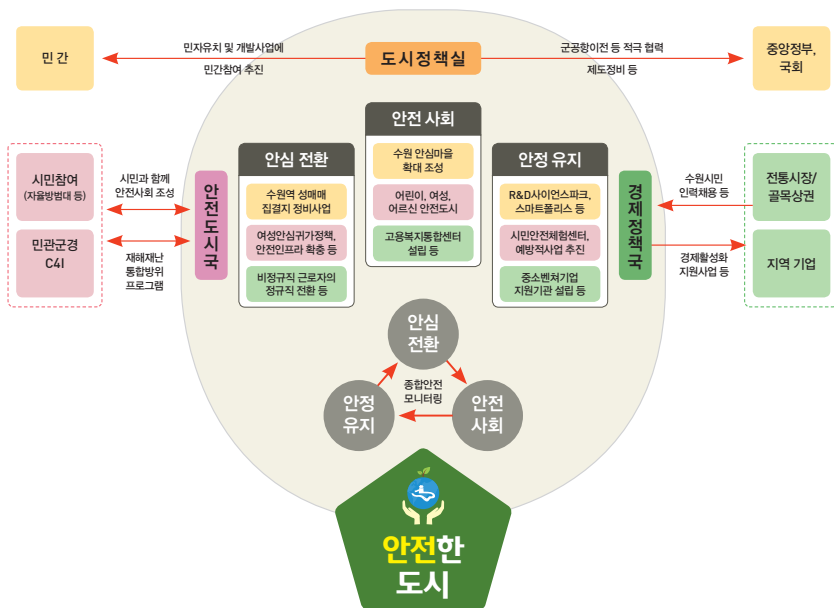 민 간
민자유치 및 개발사업에
민간참여 추진
도시정책실
군공항이전 등 적극 협력
제도정비 등
중앙정부,
국회
시민참여
(자율방범대 등)
민관군경
C4I
시민과 함께
안전사회 조성
재해재난
통합방위
프로그램
안전도시국
안심 전환
수원역 성매매
집결지 정비사업
여성안심귀가정책,
안전인프라 확충 등
비정규직 근로자의
정규직 전환 등
안전 사회
수원 안심마을
확대 조성
어린이, 여성,
어르신 안전도시
고용복지통합센터
설립 등
안정 유지
R&D사이언스파크,
스마트폴리스 등
시민안전체험센터,
예방적사업 추진
중소벤쳐기업
지원기관 설립 등
경제정책국
수원시민
인력채용 등
경제활성화
지원사업 등
전통시장/
골목상권
지역 기업
안심
전환
안정
유지
종합안전
모니터링
안전
사회
안전한
도시